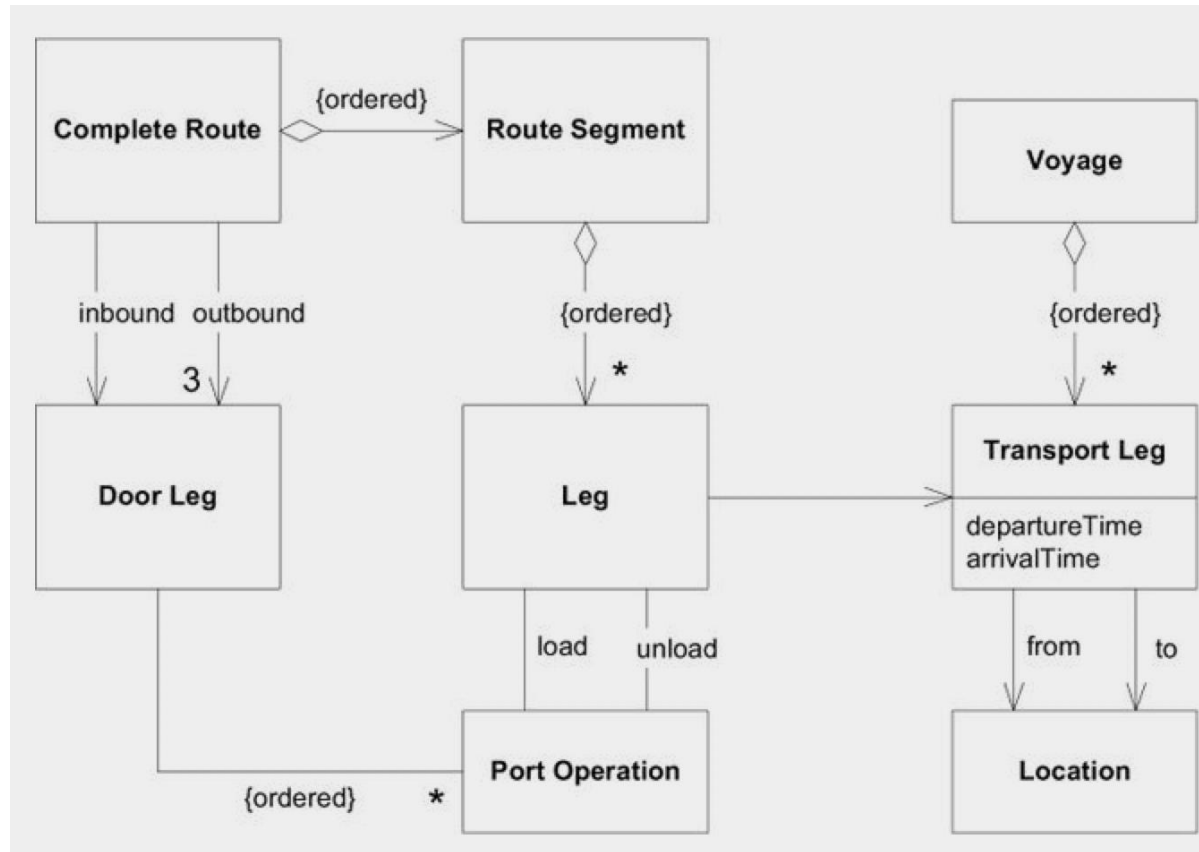 {ordered}
Complete Route
Route Segment
Voyage
inbound
outbound
{ordered}
{ordered}
3
*
*
Door Leg
Leg
Transport Leg
departureTime
arrivalTime
load
unload
from
to
Port Operation
Location
{ordered}
*